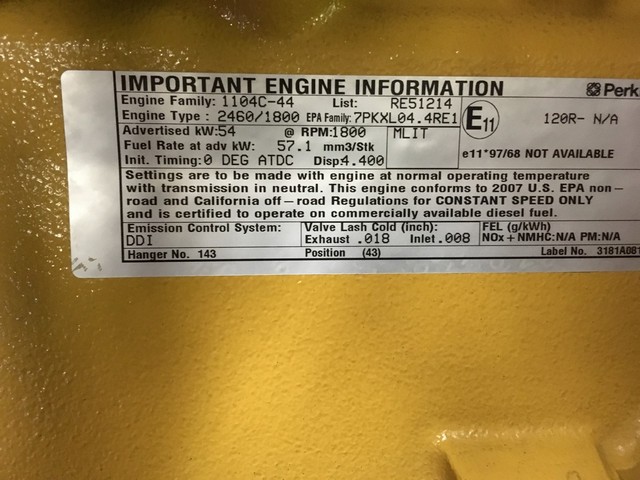 IMPORTANT ENGINE INFORMATION Perk
Engine Family: 1104C-44 List: RE51214
Engine Type : 2460/1800 EPA Family: 7PKXL04.4RE1
E11 120R- N/A
Advertised kW:54 @ RPM:1800 MLIT
Fuel Rate at adv kW: 57.1 mm3/Stk
Init. Timing:0 DEG ATDC Disp:4.400
e11*97/68 NOT AVAILABLE
Settings are to be made with engine at normal operating temperature
with transmission in neutral. This engine conforms to 2007 U.S. EPA non-
road and California off-road Regulations for CONSTANT SPEED ONLY
and is certified to operate on commercially available diesel fuel.
Emission Control System: Valve Lash Cold (inch): FEL (g/kWh)
DDI Exhaust .018 Inlet .008 NOx+NMHC:N/A PM:N/A
Hanger No. 143 Position (43) Label No. 3181A081